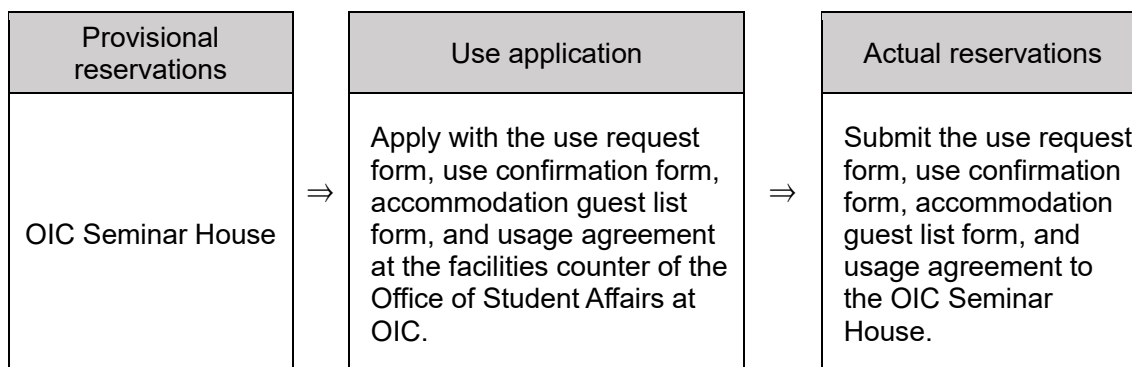 Provisional
reservations
Use application
Actual reservations
OIC Seminar House
⇒
Apply with the use request
form, use confirmation form,
accommodation guest list
form, and usage agreement
at the facilities counter of the
Office of Student Affairs at
OIC.
⇒
Submit the use request
form, use confirmation
form, accommodation
guest list form, and
usage agreement to
the OIC Seminar
House.